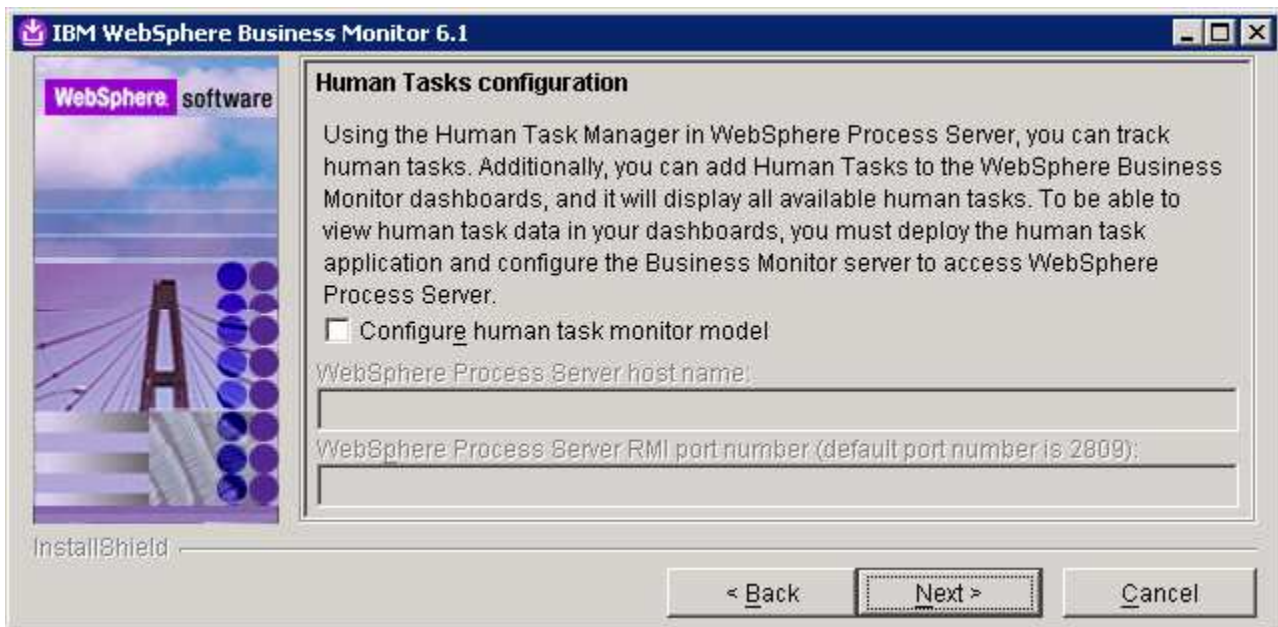 IBM WebSphere Business Monitor 6.1
WebSphere. software
Human Tasks configuration
Using the Human Task Manager in WebSphere Process Server, you can track
human tasks. Additionally, you can add Human Tasks to the WebSphere Business
Monitor dashboards, and it will display all available human tasks. To be able to
view human task data in your dashboards, you must deploy the human task
application and configure the Business Monitor server to access WebSphere
Process Server.
Configure human task monitor model
WebSphere Process Server host name:
WebSphere Process Server RMI port number (default port number is 2809):
InstallShield
< Back
Next >
Cancel